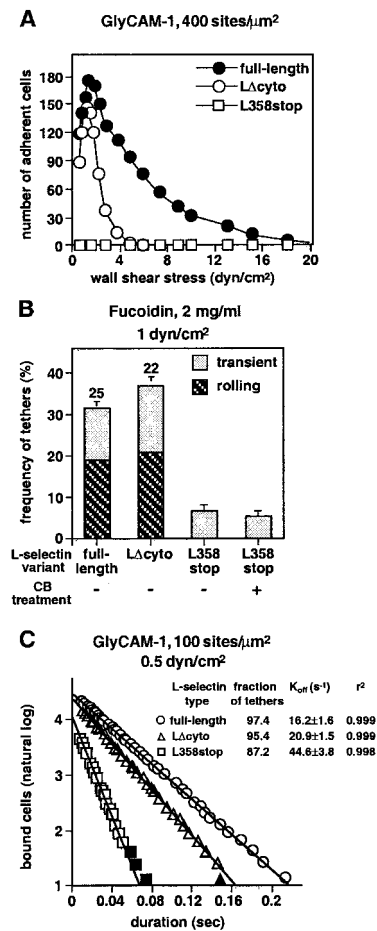 A
GlyCAM-1, 400 sites/μm²
number of adherent cells
180
150
120
90
60
30
0
full-length
LΔcyto
L358stop
0 4 8 12 16 20
wall shear stress (dyn/cm²)
B
Fucoidin, 2 mg/ml
1 dyn/cm²
frequency of tethers (%)
40
30
20
10
0
25
22
transient
rolling
L-selectin variant
full-length
LΔcyto
L358 stop
L358 stop
CB treatment
- - - +
C
GlyCAM-1, 100 sites/μm²
0.5 dyn/cm²
L-selectin type fraction of tethers Koff (s⁻¹) r²
full-length 97.4 16.2±1.6 0.999
LΔcyto 95.4 20.9±1.5 0.999
L358stop 87.2 44.6±3.8 0.998
bound cells (natural log)
4
3
2
1
0 0.04 0.08 0.12 0.16 0.2
duration (sec)